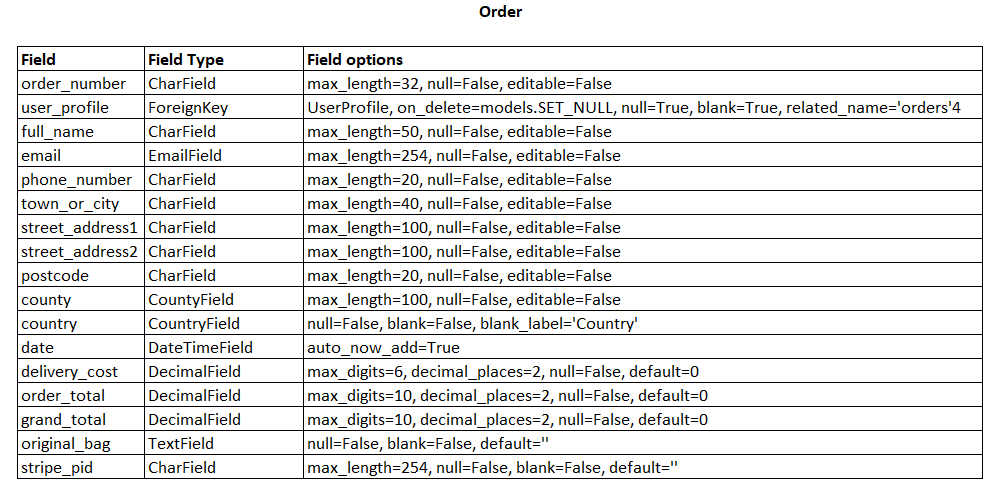 Order
Field Field Type Field options
order_number CharField max_length=32, null=False, editable=False
user_profile ForeignKey UserProfile, on_delete=models.SET_NULL, null=True, blank=True, related_name='orders'4
full_name CharField max_length=50, null=False, editable=False
email EmailField max_length=254, null=False, editable=False
phone_number CharField max_length=20, null=False, editable=False
town_or_city CharField max_length=40, null=False, editable=False
street_address1 CharField max_length=100, null=False, editable=False
street_address2 CharField max_length=100, null=False, editable=False
postcode CharField max_length=20, null=False, editable=False
county CountyField max_length=100, null=False, editable=False
country CountryField null=False, blank=False, blank_label='Country'
date DateTimeField auto_now_add=True
delivery_cost DecimalField max_digits=6, decimal_places=2, null=False, default=0
order_total DecimalField max_digits=10, decimal_places=2, null=False, default=0
grand_total DecimalField max_digits=10, decimal_places=2, null=False, default=0
original_bag TextField null=False, blank=False, default=''
stripe_pid CharField max_length=254, null=False, blank=False, default=''